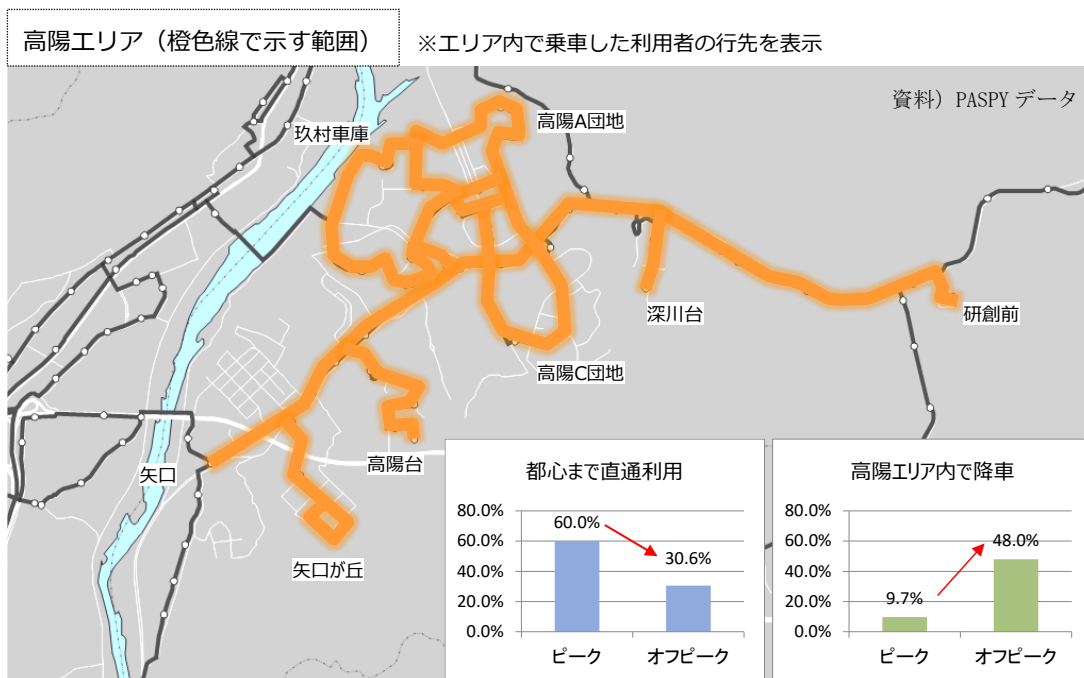 高陽エリア（橙色線で示す範囲）
※エリア内で乗車した利用者の行先を表示
資料）PASPY データ
高陽A団地
玖村車庫
深川台
研創前
高陽C団地
高陽台
矢口
矢口が丘
都心まで直通利用
80.0%
60.0%
40.0%
20.0%
0.0%
60.0%
30.6%
ピーク
オフピーク
高陽エリア内で降車
80.0%
60.0%
40.0%
20.0%
0.0%
9.7%
48.0%
ピーク
オフピーク